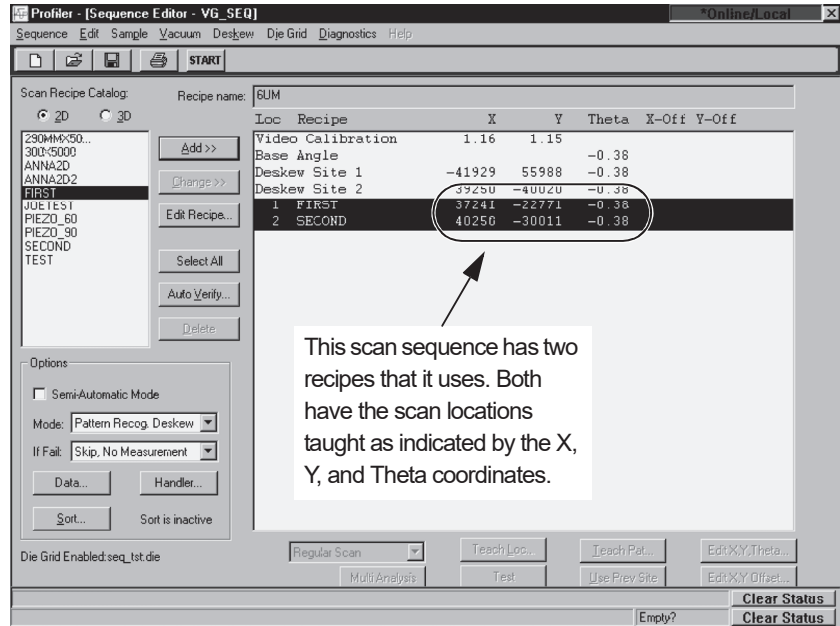 Profiler - [Sequence Editor - VG_SEQ]
*Online/Local
Sequence Edit Sample Vacuum Deskew Die Grid Diagnostics Help
START
Scan Recipe Catalog:
2D 3D
290MMX50...
300X5000
ANNA2D
ANNA2D2
FIRST
JOETEST
PIEZO_60
PIEZO_90
SECOND
TEST
Add >>
Change >>
Edit Recipe...
Select All
Auto Verify...
Delete
Recipe name: 6UM
Loc Recipe X Y Theta X-Off Y-Off
Video Calibration 1.16 1.15
Base Angle -0.38
Deskew Site 1 -41929 55988 -0.38
Deskew Site 2 39250 -40020 -0.38
1 FIRST 37241 -22771 -0.38
2 SECOND 40250 -30011 -0.38
This scan sequence has two
recipes that it uses. Both
have the scan locations
taught as indicated by the X,
Y, and Theta coordinates.
Options
Semi-Automatic Mode
Mode: Pattern Recog. Deskew
If Fail: Skip, No Measurement
Data... Handler...
Sort... Sort is inactive
Die Grid Enabled:seq_tst.die
Regular Scan Teach Loc... Teach Pat... Edit X,Y,Theta...
Multi Analysis Test Use Prev Site Edit X,Y Offset...
Clear Status
Empty? Clear Status